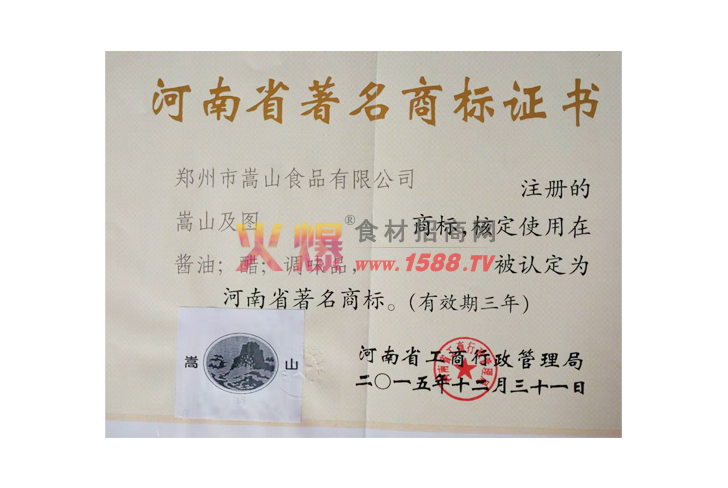 河南省著名商标证书
郑州市嵩山食品有限公司 注册的
嵩山及图 商标,核定使用在
酱油;醋;调味品, 被认定为
河南省著名商标。(有效期三年)
火爆®食材招商网
www.1588.TV
嵩 山
河南省工商行政管理局
二〇一五年十二月三十一日